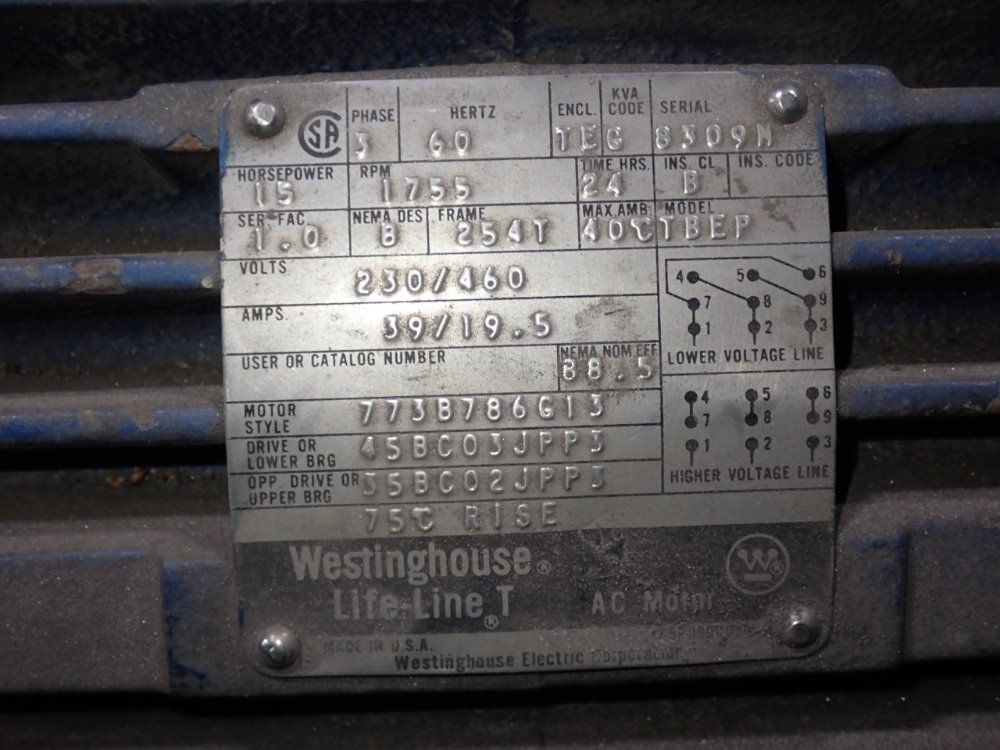 SA PHASE HERTZ ENCL. KVA CODE SERIAL
3 60 TE G 8309M
HORSEPOWER RPM TIME HRS. INS. CL. INS. CODE
15 1755 24 B
SER. FAC. NEMA DES FRAME MAX.AMB. MODEL
1.0 B 254T 40°C TBEP
VOLTS
230/460
AMPS
39/19.5
USER OR CATALOG NUMBER NEMA NOM EFF
88.5
4 5 6
7 8 9
1 2 3
LOWER VOLTAGE LINE
MOTOR STYLE 773B786G13
DRIVE OR LOWER BRG 45BC03JPP3
OPP. DRIVE OR UPPER BRG 35BC02JPP3
75°C RISE
4 5 6
7 8 9
1 2 3
HIGHER VOLTAGE LINE
Westinghouse®
Life-Line T®
AC Motor
W
MADE IN U.S.A.
Westinghouse Electric Corporation